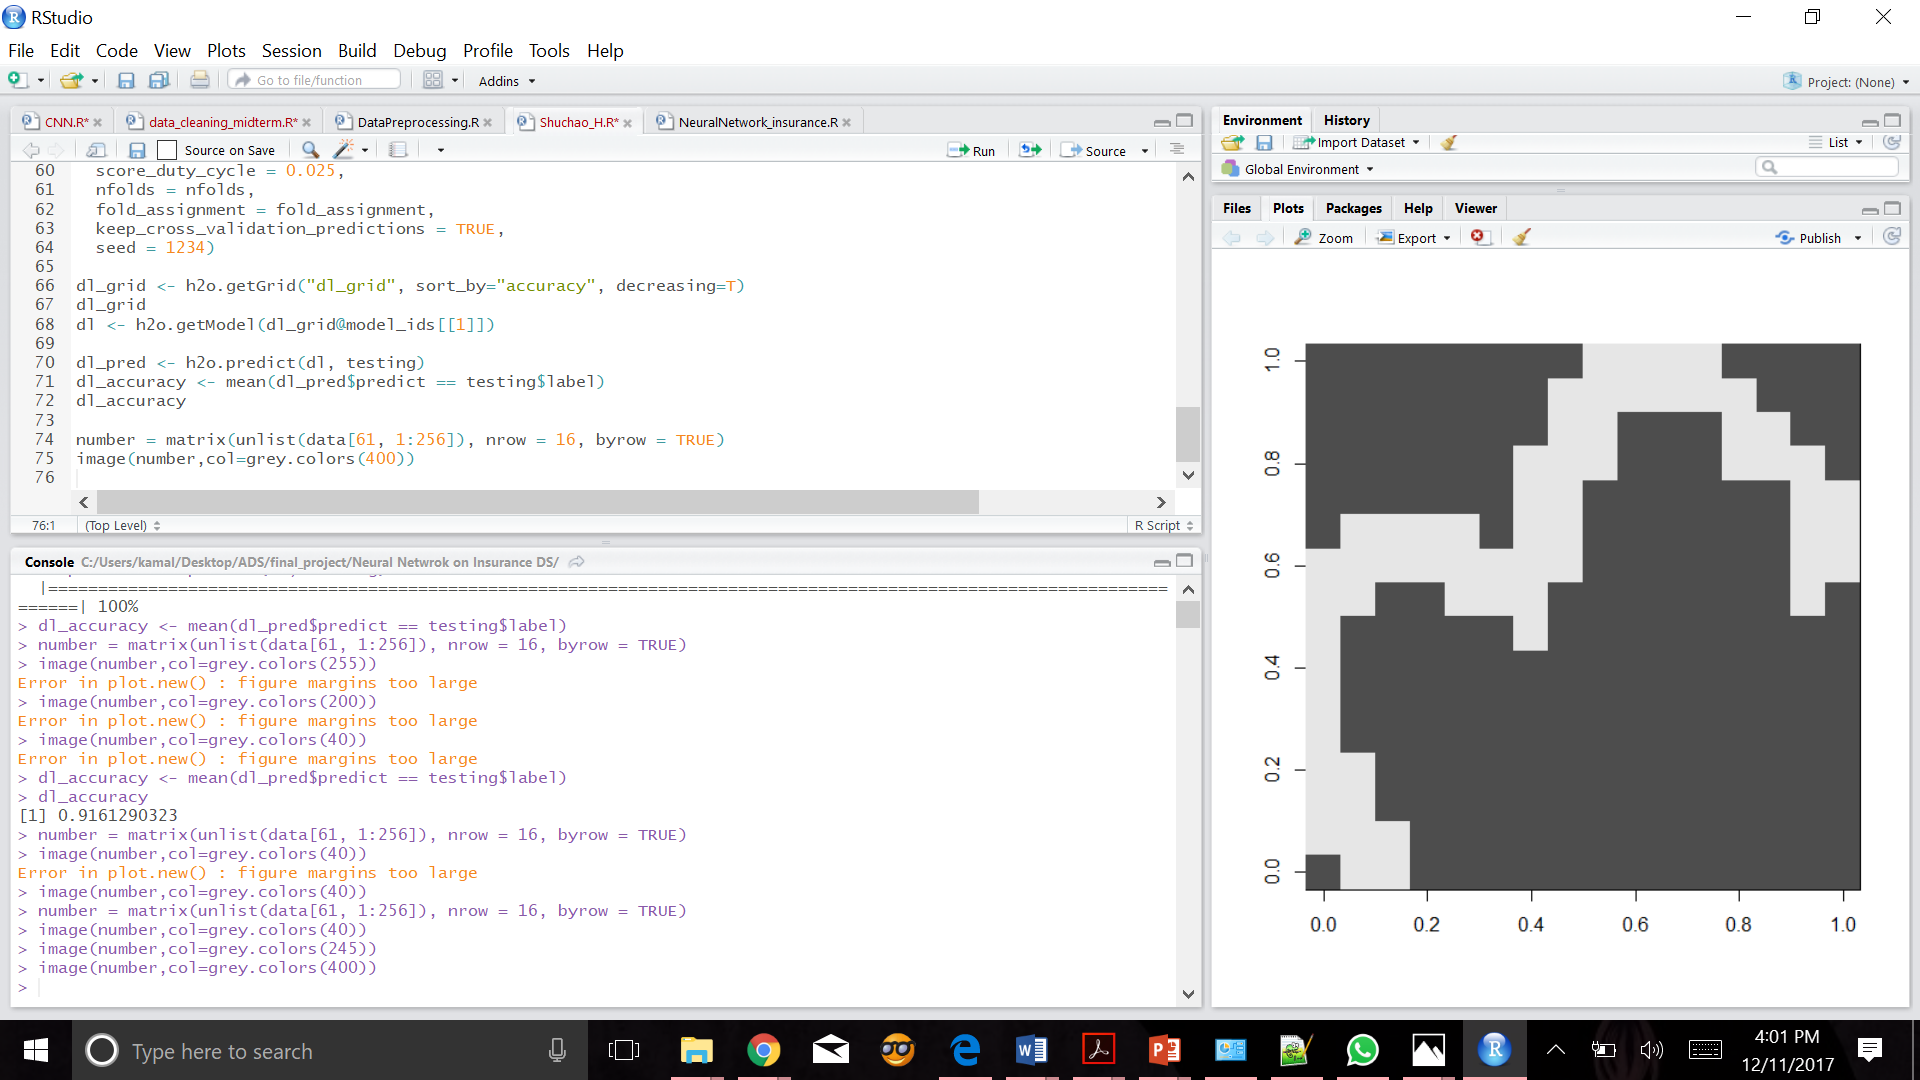 RStudio
File Edit Code View Plots Session Build Debug Profile Tools Help
Go to file/function Addins Project: (None)
CNN.R* data_cleaning_midterm.R* DataPreprocessing.R Shuchao_H.R* NeuralNetwork_insurance.R
Source on Save Run Source
60 score_duty_cycle = 0.025,
61 nfolds = nfolds,
62 fold_assignment = fold_assignment,
63 keep_cross_validation_predictions = TRUE,
64 seed = 1234)
65
66 dl_grid <- h2o.getGrid("dl_grid", sort_by="accuracy", decreasing=T)
67 dl_grid
68 dl <- h2o.getModel(dl_grid@model_ids[[1]])
69
70 dl_pred <- h2o.predict(dl, testing)
71 dl_accuracy <- mean(dl_pred$predict == testing$label)
72 dl_accuracy
73
74 number = matrix(unlist(data[61, 1:256]), nrow = 16, byrow = TRUE)
75 image(number,col=grey.colors(400))
76
76:1 (Top Level) R Script
Console C:/Users/kamal/Desktop/ADS/final_project/Neural Netwrok on Insurance DS/
|================================================================================================================
======| 100%
> dl_accuracy <- mean(dl_pred$predict == testing$label)
> number = matrix(unlist(data[61, 1:256]), nrow = 16, byrow = TRUE)
> image(number,col=grey.colors(255))
Error in plot.new() : figure margins too large
> image(number,col=grey.colors(200))
Error in plot.new() : figure margins too large
> image(number,col=grey.colors(40))
Error in plot.new() : figure margins too large
> dl_accuracy <- mean(dl_pred$predict == testing$label)
> dl_accuracy
[1] 0.9161290323
> number = matrix(unlist(data[61, 1:256]), nrow = 16, byrow = TRUE)
> image(number,col=grey.colors(40))
Error in plot.new() : figure margins too large
> image(number,col=grey.colors(40))
> number = matrix(unlist(data[61, 1:256]), nrow = 16, byrow = TRUE)
> image(number,col=grey.colors(40))
> image(number,col=grey.colors(245))
> image(number,col=grey.colors(400))
>
Environment History
Import Dataset List
Global Environment
Files Plots Packages Help Viewer
Zoom Export Publish
1.0
0.8
0.6
0.4
0.2
0.0
0.0 0.2 0.4 0.6 0.8 1.0
Type here to search
4:01 PM
12/11/2017